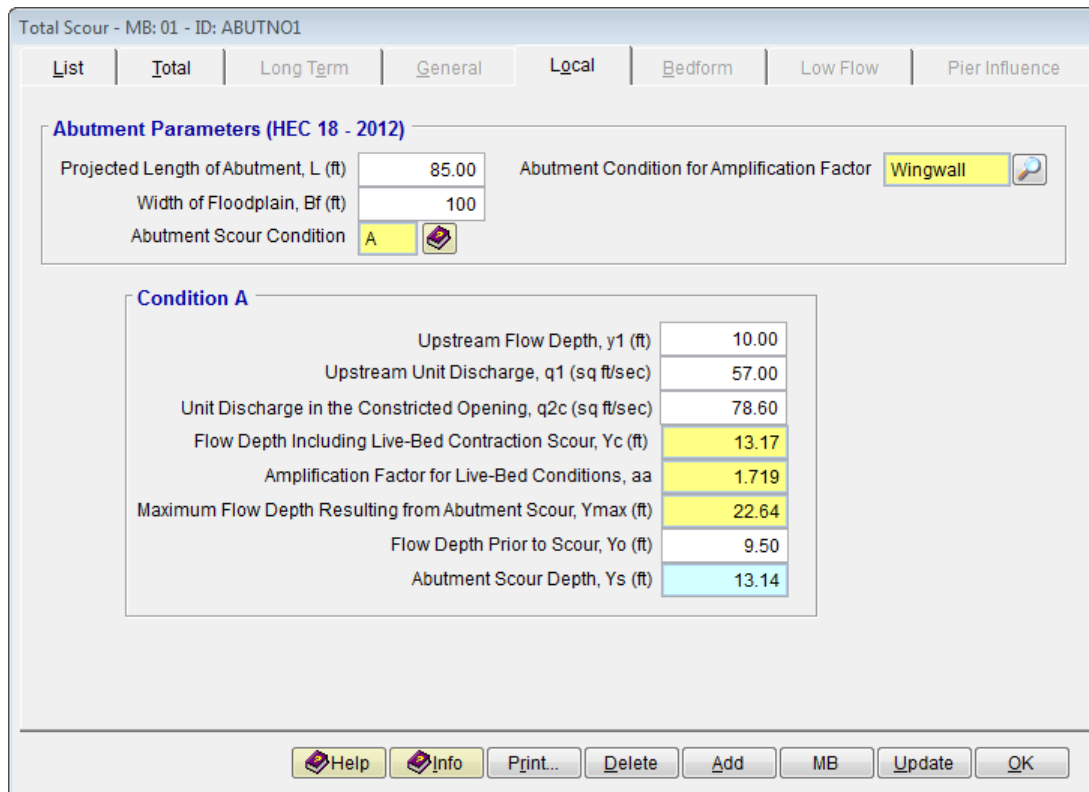 Total Scour - MB: 01 - ID: ABUTNO1
List Total Long Term General Local Bedform Low Flow Pier Influence
Abutment Parameters (HEC 18 - 2012)
Projected Length of Abutment, L (ft) 85.00 Abutment Condition for Amplification Factor Wingwall
Width of Floodplain, Bf (ft) 100
Abutment Scour Condition A
Condition A
Upstream Flow Depth, y1 (ft) 10.00
Upstream Unit Discharge, q1 (sq ft/sec) 57.00
Unit Discharge in the Constricted Opening, q2c (sq ft/sec) 78.60
Flow Depth Including Live-Bed Contraction Scour, Yc (ft) 13.17
Amplification Factor for Live-Bed Conditions, aa 1.719
Maximum Flow Depth Resulting from Abutment Scour, Ymax (ft) 22.64
Flow Depth Prior to Scour, Yo (ft) 9.50
Abutment Scour Depth, Ys (ft) 13.14
Help Info Print... Delete Add MB Update OK